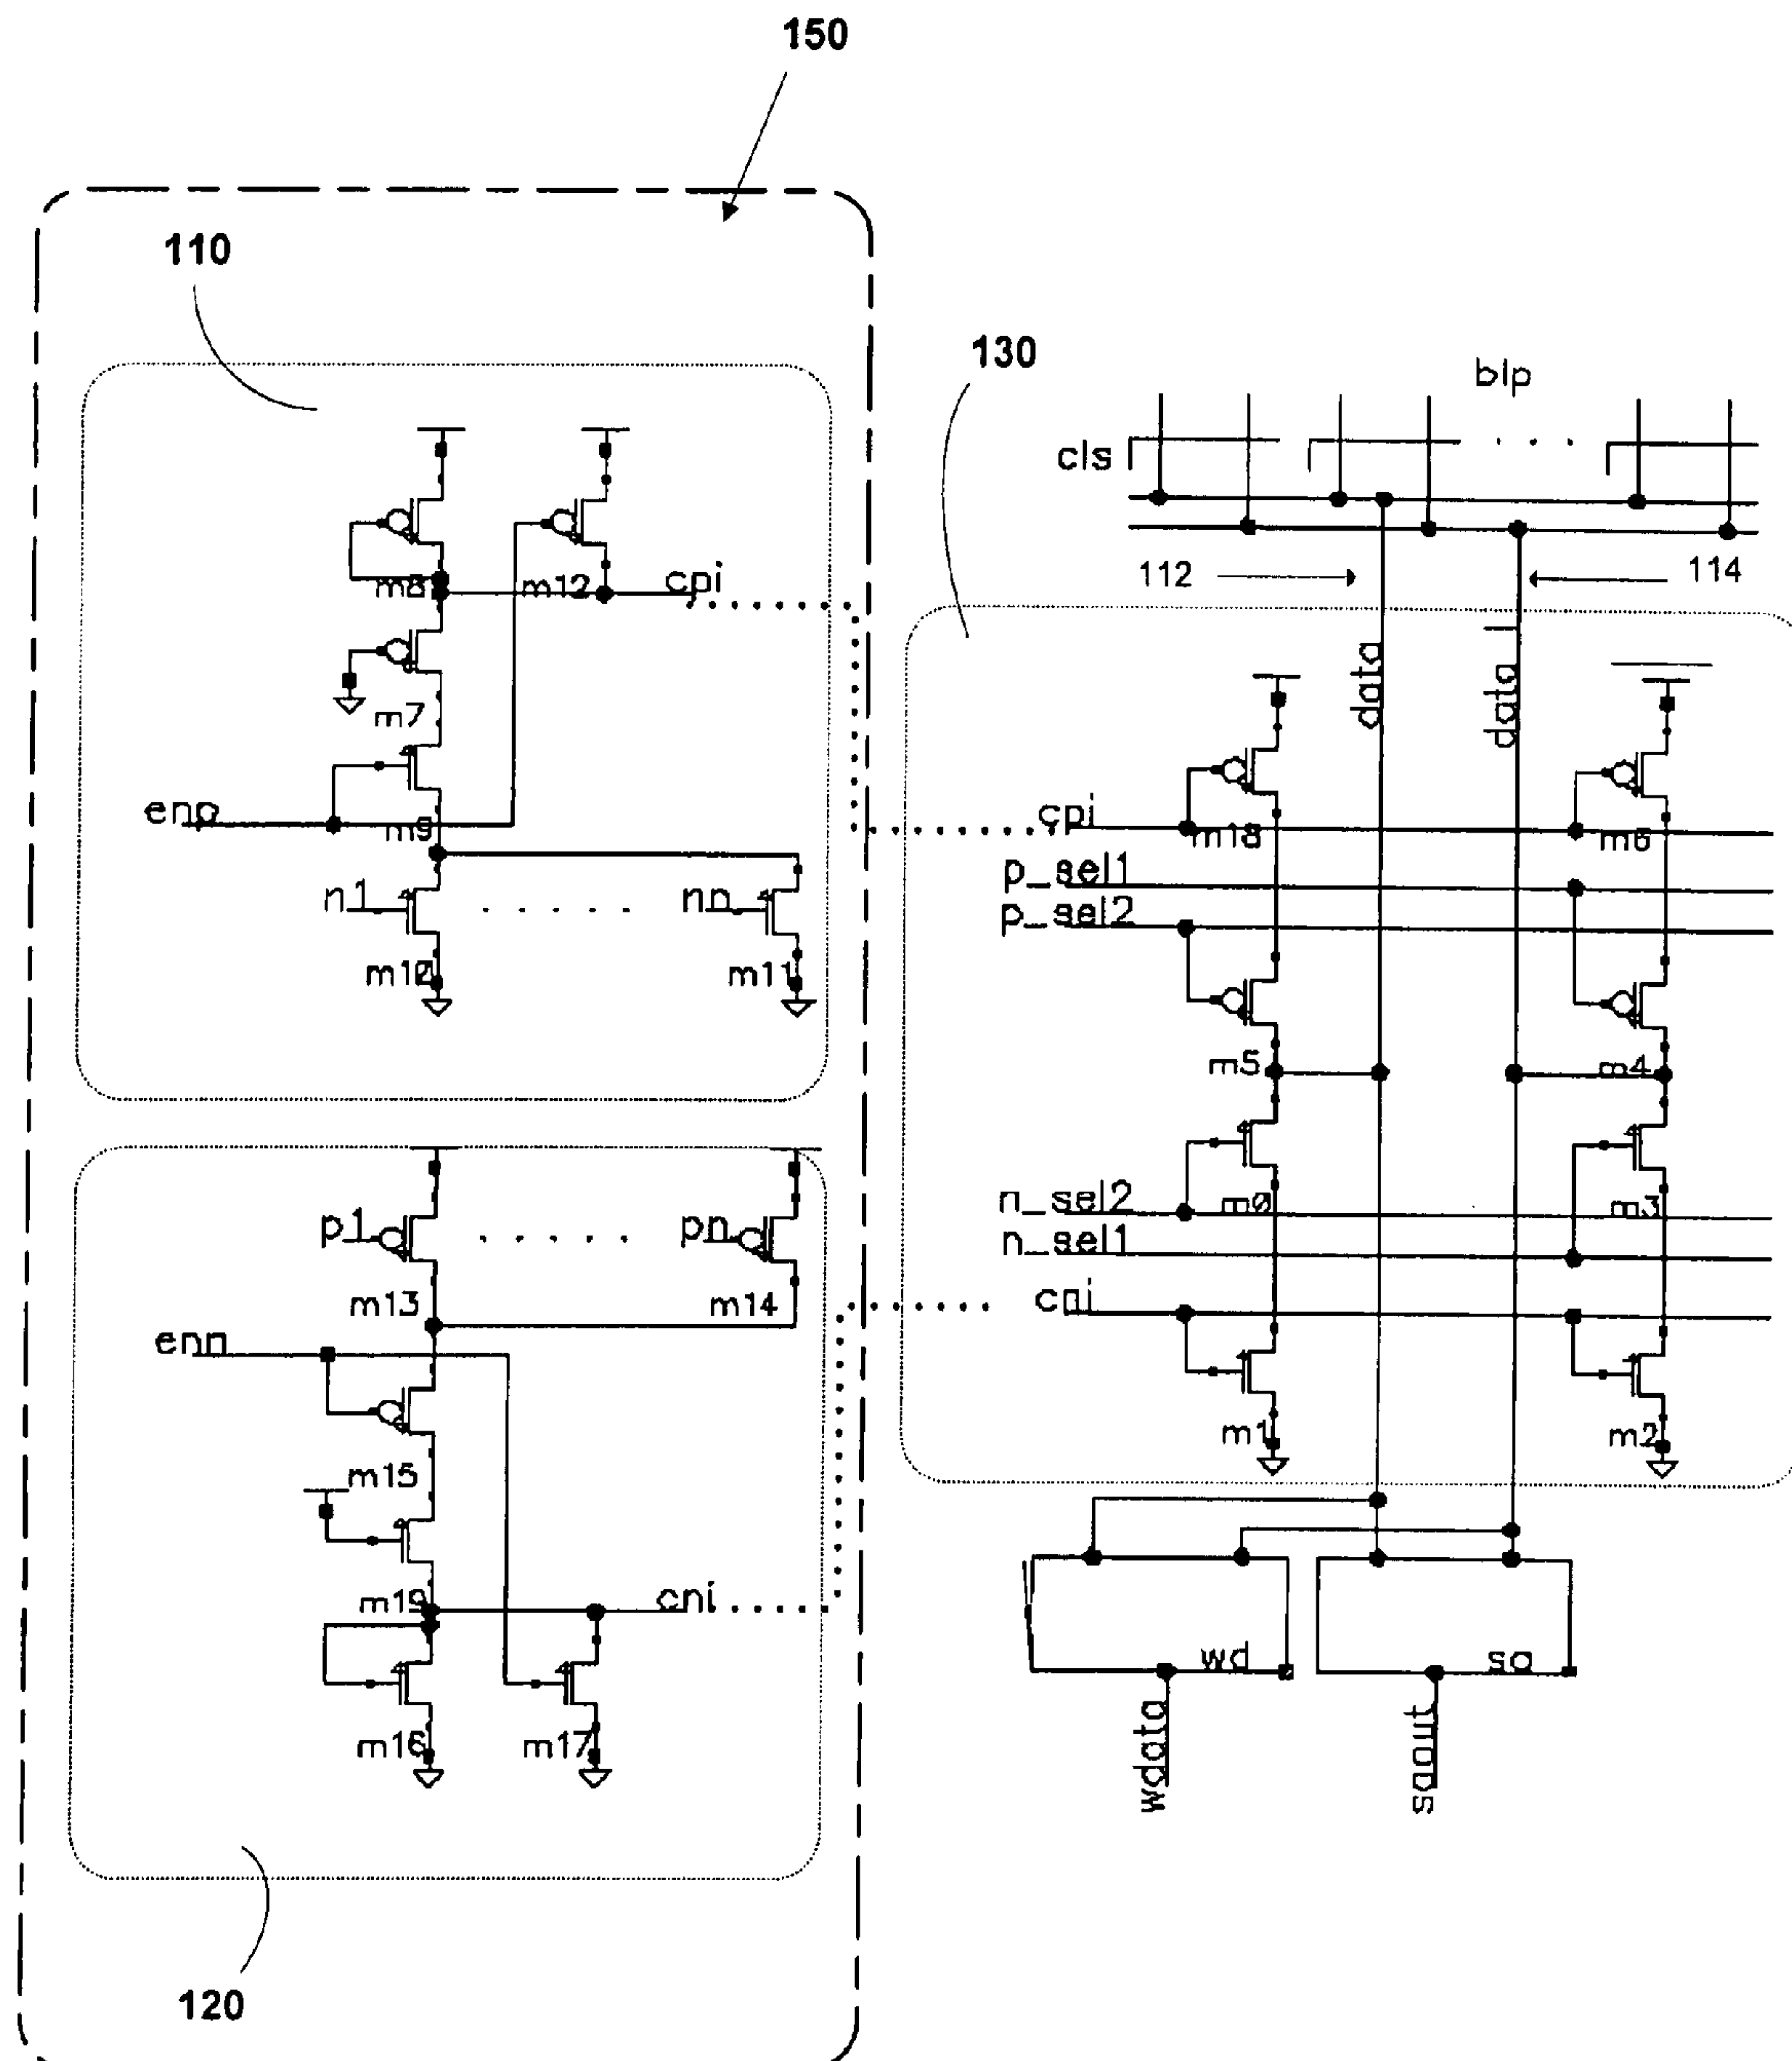 150
110
130
blp
cls
m8
m12
cpi
112
114
data
data_l
m7
enp
m9
cpi
m18
m6
p_sel1
p_sel2
n1
nn
m10
m11
m5
m4
p1
pn
n_sel2
m0
m3
n_sel1
m13
m14
cni
enn
m1
m2
m15
m19
cni
wd
sa
m16
m17
wdata
saout
120